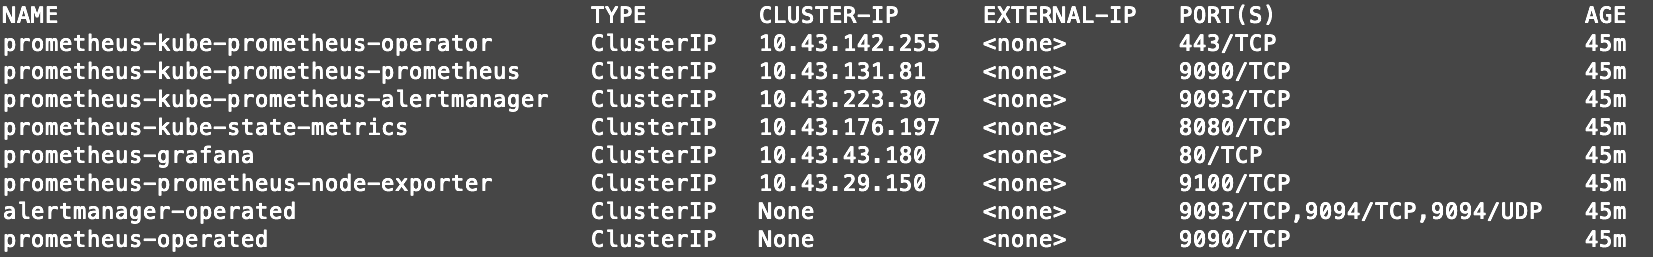 NAME TYPE CLUSTER-IP EXTERNAL-IP PORT(S) AGE
prometheus-kube-prometheus-operator ClusterIP 10.43.142.255 <none> 443/TCP 45m
prometheus-kube-prometheus-prometheus ClusterIP 10.43.131.81 <none> 9090/TCP 45m
prometheus-kube-prometheus-alertmanager ClusterIP 10.43.223.30 <none> 9093/TCP 45m
prometheus-kube-state-metrics ClusterIP 10.43.176.197 <none> 8080/TCP 45m
prometheus-grafana ClusterIP 10.43.43.180 <none> 80/TCP 45m
prometheus-prometheus-node-exporter ClusterIP 10.43.29.150 <none> 9100/TCP 45m
alertmanager-operated ClusterIP None <none> 9093/TCP,9094/TCP,9094/UDP 45m
prometheus-operated ClusterIP None <none> 9090/TCP 45m